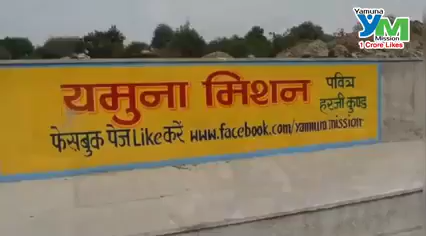 Yamuna
YM
Mission
1 Crore Likes
यमुना मिशन
पवित्र
हरजी कुण्ड
फेसबुक पेज Like करें www.facebook.com/yamuna mission